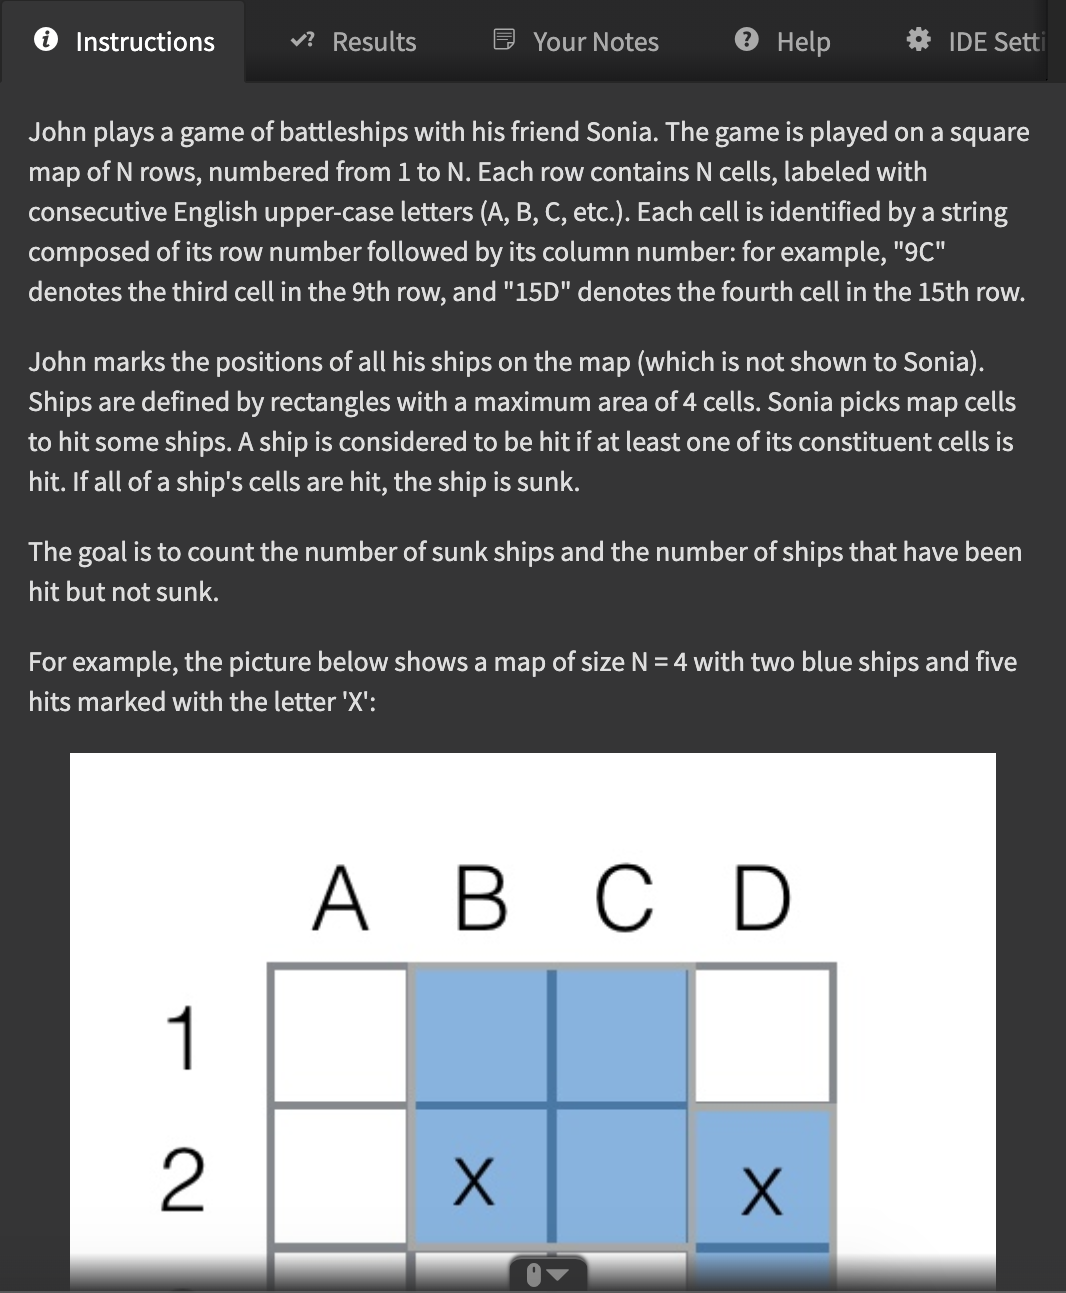 Instructions Results Your Notes Help IDE Setti
John plays a game of battleships with his friend Sonia. The game is played on a square
map of N rows, numbered from 1 to N. Each row contains N cells, labeled with
consecutive English upper-case letters (A, B, C, etc.). Each cell is identified by a string
composed of its row number followed by its column number: for example, "9C"
denotes the third cell in the 9th row, and "15D" denotes the fourth cell in the 15th row.
John marks the positions of all his ships on the map (which is not shown to Sonia).
Ships are defined by rectangles with a maximum area of 4 cells. Sonia picks map cells
to hit some ships. A ship is considered to be hit if at least one of its constituent cells is
hit. If all of a ship's cells are hit, the ship is sunk.
The goal is to count the number of sunk ships and the number of ships that have been
hit but not sunk.
For example, the picture below shows a map of size N = 4 with two blue ships and five
hits marked with the letter 'X':
A B C D
1
2 X X